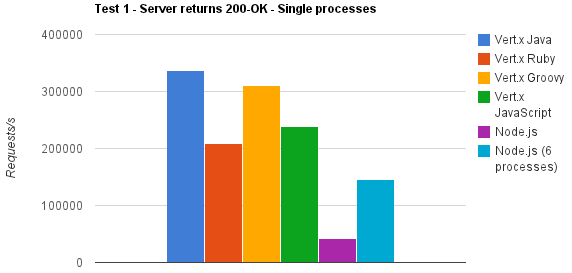 Test 1 - Server returns 200-OK - Single processes
Requests/s
400000
300000
200000
100000
0
Vert.x Java
Vert.x Ruby
Vert.x Groovy
Vert.x
JavaScript
Node.js
Node.js (6
processes)